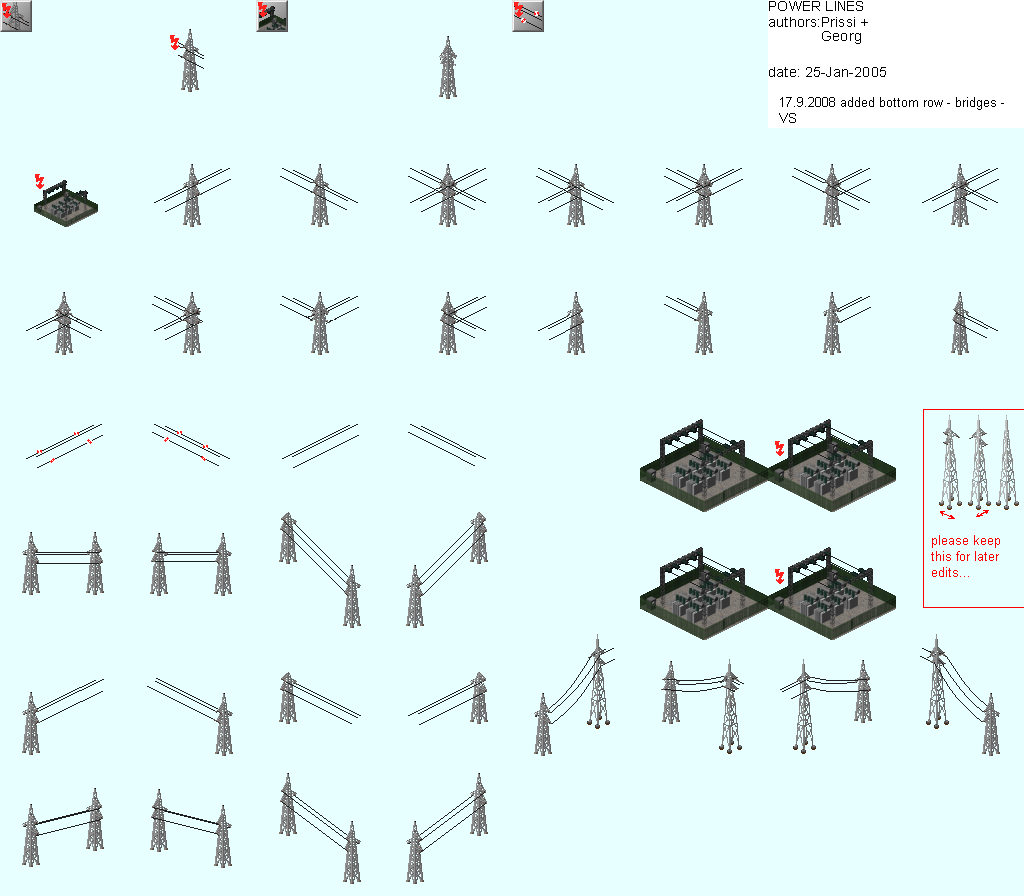 POWER LINES
authors:Prissi +
Georg
date: 25-Jan-2005
17.9.2008 added bottom row - bridges -
VS
please keep
this for later
edits...